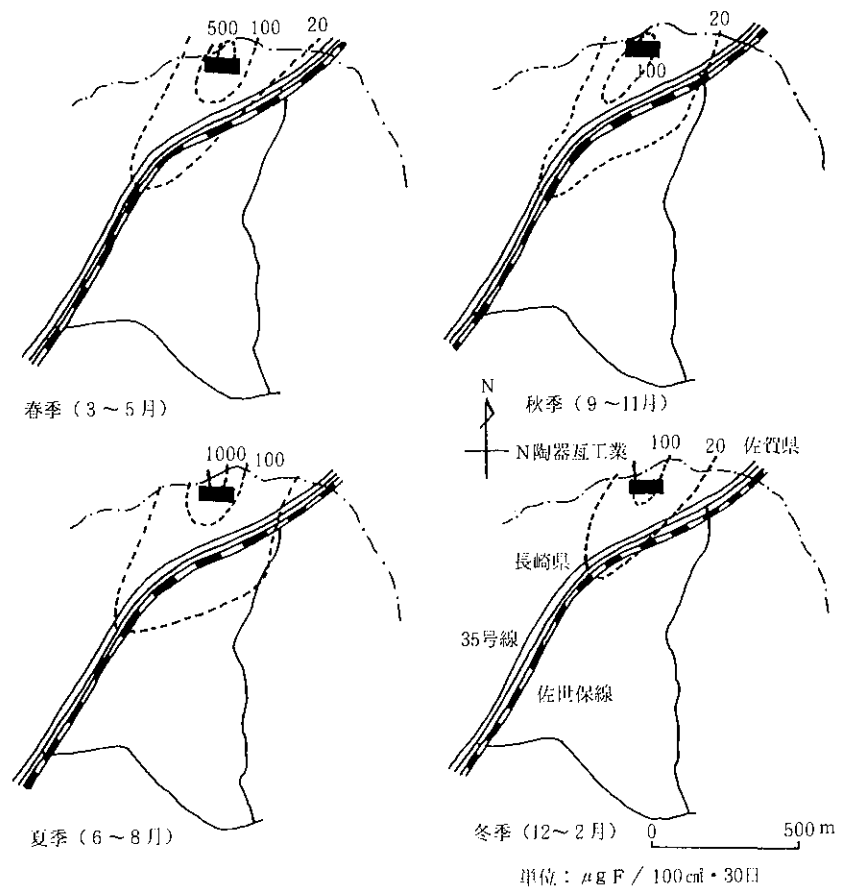 500 100 20
20
100
春季（3～5月）
秋季（9～11月）
N
N陶器瓦工業
1000 100
100 20 佐賀県
長崎県
35号線
佐世保線
夏季（6～8月）
冬季（12～2月）
0 500m
単位：μgF／100㎠・30日